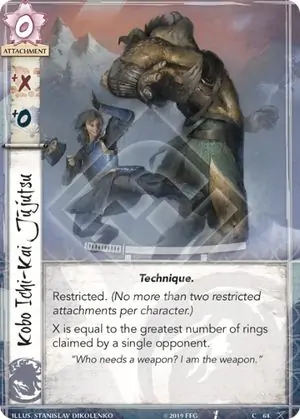 0
ATTACHMENT
+X
+0
Kobo Ichi-Kai Jujutsu
Technique.
Restricted. (No more than two restricted
attachments per character.)
X is equal to the greatest number of rings
claimed by a single opponent.
"Who needs a weapon? I am the weapon."
ILLUS. STANISLAV DIKOLENKO
©2019 FFG
C 64